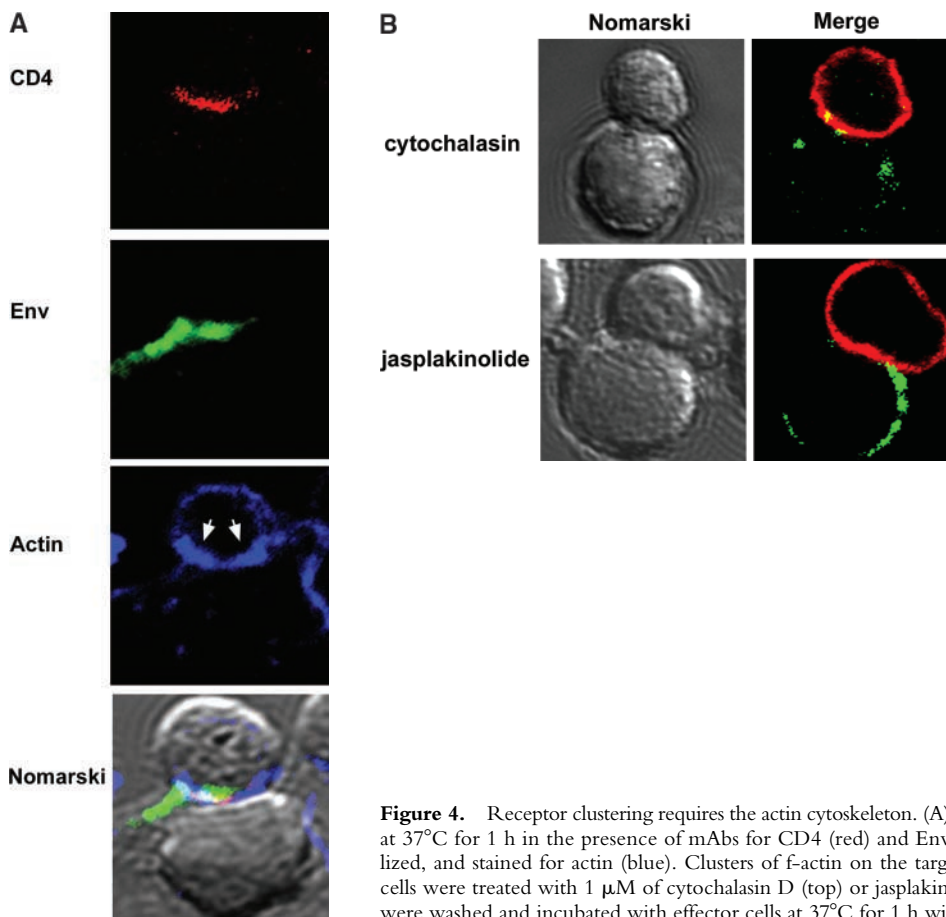 A
CD4
Env
Actin
Nomarski
B
Nomarski Merge
cytochalasin
jasplakinolide
Figure 4. Receptor clustering requires the actin cytoskeleton. (A)
at 37°C for 1 h in the presence of mAbs for CD4 (red) and Env
lized, and stained for actin (blue). Clusters of f-actin on the targ
cells were treated with 1 μM of cytochalasin D (top) or jasplakin
were washed and incubated with effector cells at 37°C for 1 h wi